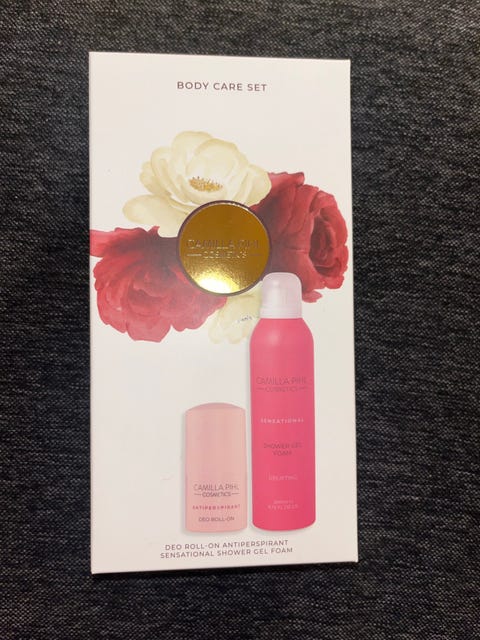 BODY CARE SET
CAMILLA PIHL
COSMETICS
CAMILLA PIHL
COSMETICS
SENSATIONAL
SHOWER GEL
FOAM
UPLIFTING
CAMILLA PIHL
COSMETICS
ANTIPERSPIRANT
DEO ROLL-ON
DEO ROLL-ON ANTIPERSPIRANT
SENSATIONAL SHOWER GEL FOAM